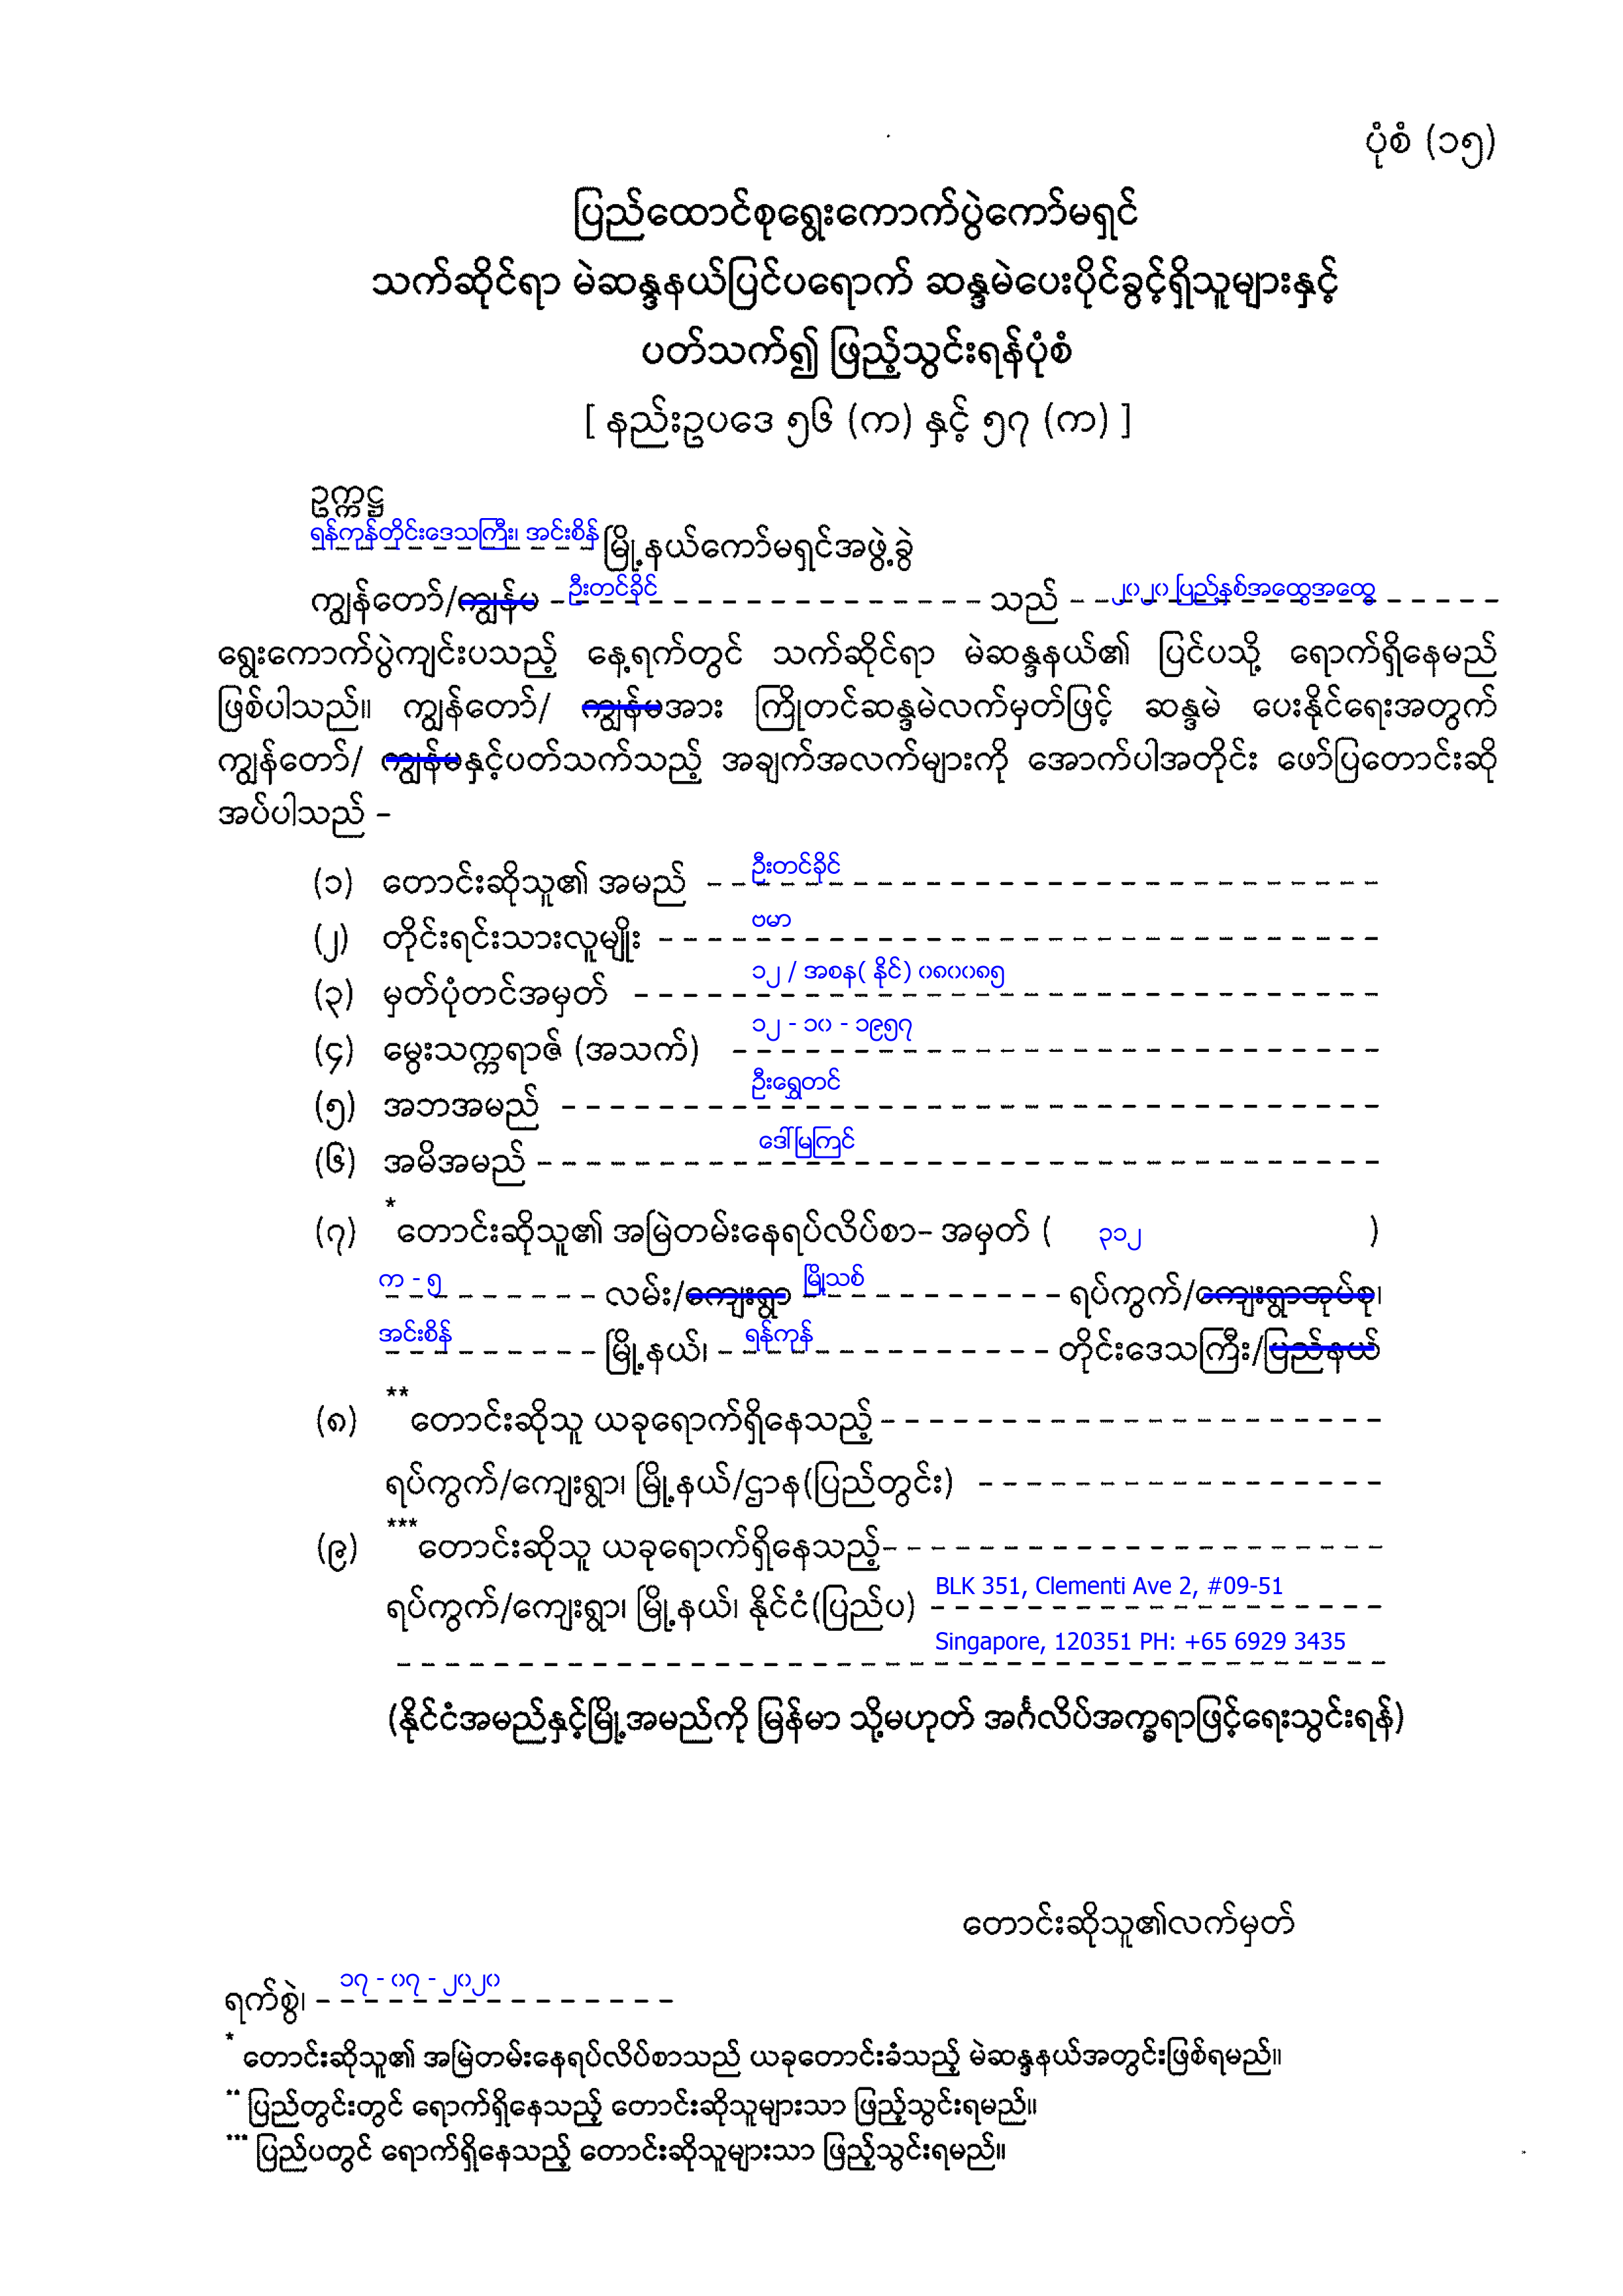 ပုံစံ (၁၅)
ပြည်ထောင်စုရွေးကောက်ပွဲကော်မရှင်
သက်ဆိုင်ရာ မဲဆန္ဒနယ်ပြင်ပရောက် ဆန္ဒမဲပေးပိုင်ခွင့်ရှိသူများနှင့်
ပတ်သက်၍ ဖြည့်သွင်းရန်ပုံစံ
[ နည်းဥပဒေ ၅၆ (က) နှင့် ၅၇ (က) ]
ဥက္ကဋ္ဌ
ရန်ကုန်တိုင်းဒေသကြီး၊ အင်းစိန် မြို့နယ်ကော်မရှင်အဖွဲ့ခွဲ
ကျွန်တော်/ကျွန်မ ဦးတင်ခိုင် သည် ၂၀၂၀ ပြည့်နှစ်အထွေအထွေ
ရွေးကောက်ပွဲကျင်းပသည့် နေ့ရက်တွင် သက်ဆိုင်ရာ မဲဆန္ဒနယ်၏ ပြင်ပသို့ ရောက်ရှိနေမည်
ဖြစ်ပါသည်။ ကျွန်တော်/ ကျွန်မအား ကြိုတင်ဆန္ဒမဲလက်မှတ်ဖြင့် ဆန္ဒမဲ ပေးနိုင်ရေးအတွက်
ကျွန်တော်/ ကျွန်မနှင့်ပတ်သက်သည့် အချက်အလက်များကို အောက်ပါအတိုင်း ဖော်ပြတောင်းဆို
အပ်ပါသည် –
(၁) တောင်းဆိုသူ၏ အမည် ဦးတင်ခိုင်
(၂) တိုင်းရင်းသားလူမျိုး ဗမာ
(၃) မှတ်ပုံတင်အမှတ် ၁၂ / အစန( နိုင်) ၀၈၀၀၈၅
(၄) မွေးသက္ကရာဇ် (အသက်) ၁၂ - ၁၀ - ၁၉၅၇
(၅) အဘအမည် ဦးရွှေတင်
(၆) အမိအမည် ဒေါ်မြကြင်
(၇) *တောင်းဆိုသူ၏ အမြဲတမ်းနေရပ်လိပ်စာ– အမှတ် ( ၃၁၂ )
က - ၅ လမ်း/ကျေးရွာ မြို့သစ် ရပ်ကွက်/ကျေးရွာအုပ်စု၊
အင်းစိန် မြို့နယ်၊ ရန်ကုန် တိုင်းဒေသကြီး/ပြည်နယ်
(၈) **တောင်းဆိုသူ ယခုရောက်ရှိနေသည့်
ရပ်ကွက်/ကျေးရွာ၊ မြို့နယ်/ဌာန(ပြည်တွင်း)
(၉) ***တောင်းဆိုသူ ယခုရောက်ရှိနေသည့်
ရပ်ကွက်/ကျေးရွာ၊ မြို့နယ်၊ နိုင်ငံ(ပြည်ပ) BLK 351, Clementi Ave 2, #09-51
Singapore, 120351 PH: +65 6929 3435
(နိုင်ငံအမည်နှင့်မြို့အမည်ကို မြန်မာ သို့မဟုတ် အင်္ဂလိပ်အက္ခရာဖြင့်ရေးသွင်းရန်)
တောင်းဆိုသူ၏လက်မှတ်
ရက်စွဲ၊ ၁၇ - ၀၇ - ၂၀၂၀
* တောင်းဆိုသူ၏ အမြဲတမ်းနေရပ်လိပ်စာသည် ယခုတောင်းခံသည့် မဲဆန္ဒနယ်အတွင်းဖြစ်ရမည်။
** ပြည်တွင်းတွင် ရောက်ရှိနေသည့် တောင်းဆိုသူများသာ ဖြည့်သွင်းရမည်။
*** ပြည်ပတွင် ရောက်ရှိနေသည့် တောင်းဆိုသူများသာ ဖြည့်သွင်းရမည်။